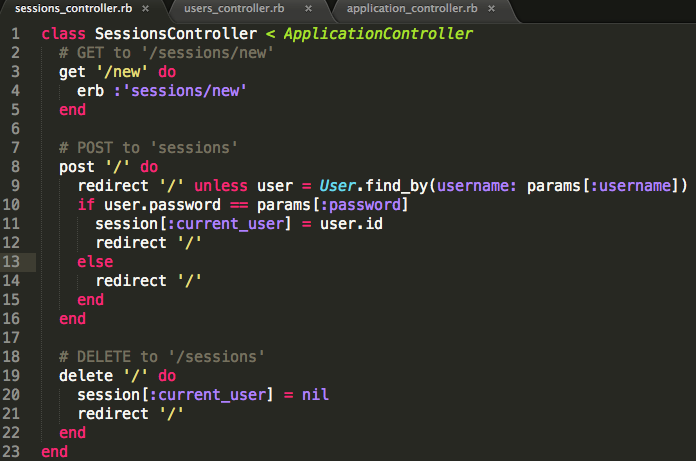 sessions_controller.rb × users_controller.rb × application_controller.rb ×
1 class SessionsController < ApplicationController
2   # GET to '/sessions/new'
3   get '/new' do
4     erb :'sessions/new'
5   end
6
7   # POST to 'sessions'
8   post '/' do
9     redirect '/' unless user = User.find_by(username: params[:username])
10     if user.password == params[:password]
11       session[:current_user] = user.id
12       redirect '/'
13     else
14       redirect '/'
15     end
16   end
17
18   # DELETE to '/sessions'
19   delete '/' do
20     session[:current_user] = nil
21     redirect '/'
22   end
23 end